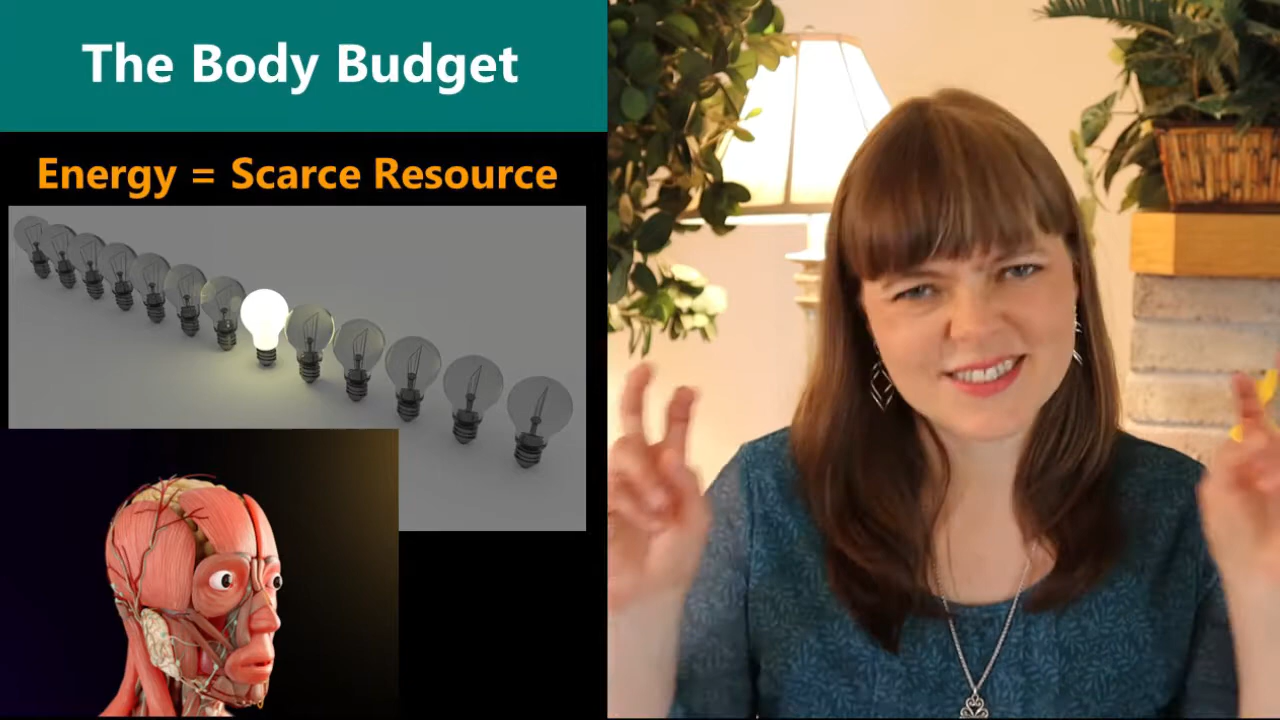 The Body Budget
Energy = Scarce Resource